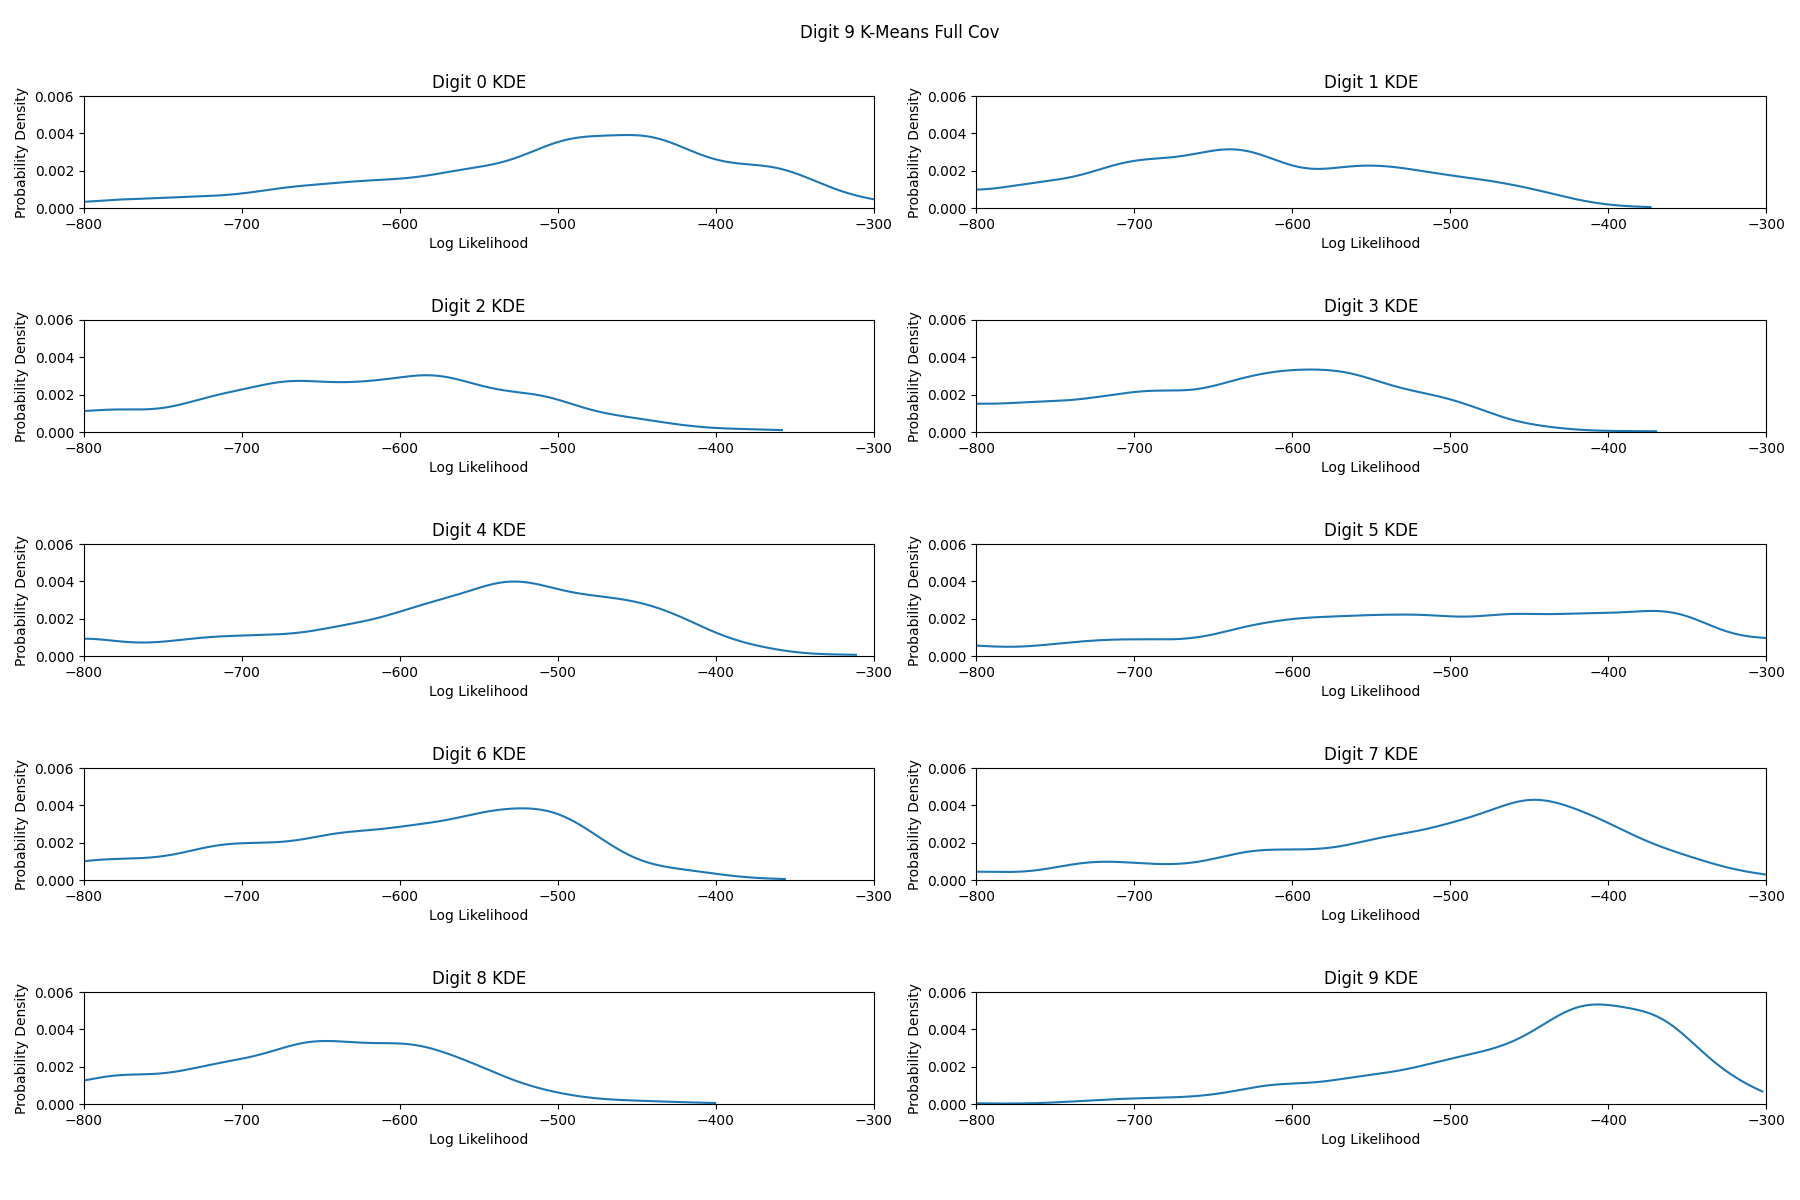 Digit 9 K-Means Full Cov
Digit 0 KDE
Probability Density
0.006
0.004
0.002
0.000
−800 −700 −600 −500 −400 −300
Log Likelihood
Digit 1 KDE
Probability Density
0.006
0.004
0.002
0.000
−800 −700 −600 −500 −400 −300
Log Likelihood
Digit 2 KDE
Probability Density
0.006
0.004
0.002
0.000
−800 −700 −600 −500 −400 −300
Log Likelihood
Digit 3 KDE
Probability Density
0.006
0.004
0.002
0.000
−800 −700 −600 −500 −400 −300
Log Likelihood
Digit 4 KDE
Probability Density
0.006
0.004
0.002
0.000
−800 −700 −600 −500 −400 −300
Log Likelihood
Digit 5 KDE
Probability Density
0.006
0.004
0.002
0.000
−800 −700 −600 −500 −400 −300
Log Likelihood
Digit 6 KDE
Probability Density
0.006
0.004
0.002
0.000
−800 −700 −600 −500 −400 −300
Log Likelihood
Digit 7 KDE
Probability Density
0.006
0.004
0.002
0.000
−800 −700 −600 −500 −400 −300
Log Likelihood
Digit 8 KDE
Probability Density
0.006
0.004
0.002
0.000
−800 −700 −600 −500 −400 −300
Log Likelihood
Digit 9 KDE
Probability Density
0.006
0.004
0.002
0.000
−800 −700 −600 −500 −400 −300
Log Likelihood